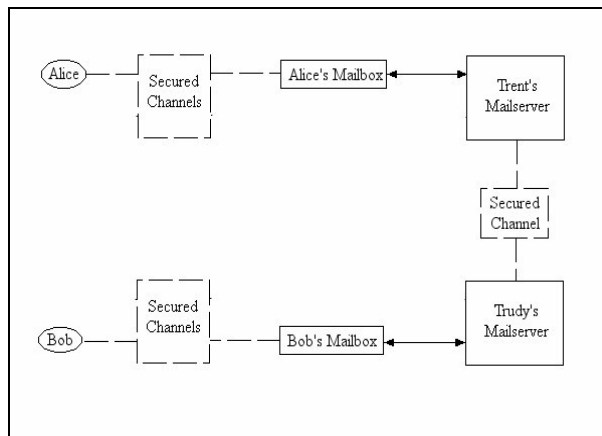 Alice
Secured
Channels
Alice's Mailbox
Trent's
Mailserver
Secured
Channel
Bob
Secured
Channels
Bob's Mailbox
Trudy's
Mailserver